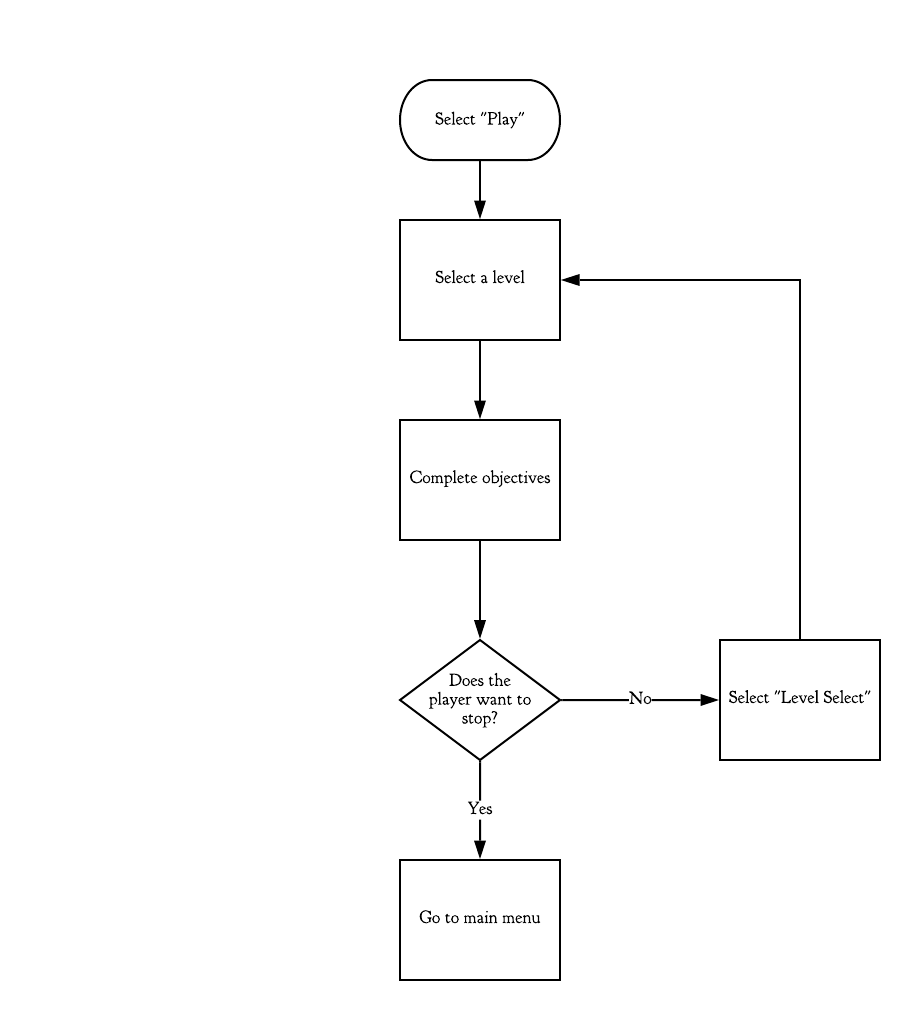 Select "Play"
Select a level
Complete objectives
Does the
player want to
stop?
No
Select "Level Select"
Yes
Go to main menu